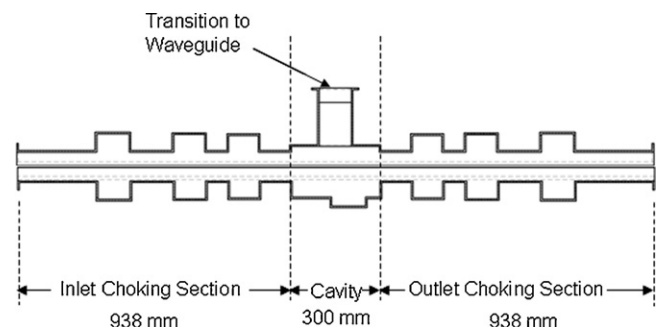 Transition to
Waveguide
Inlet Choking Section
Cavity
Outlet Choking Section
938 mm
300 mm
938 mm